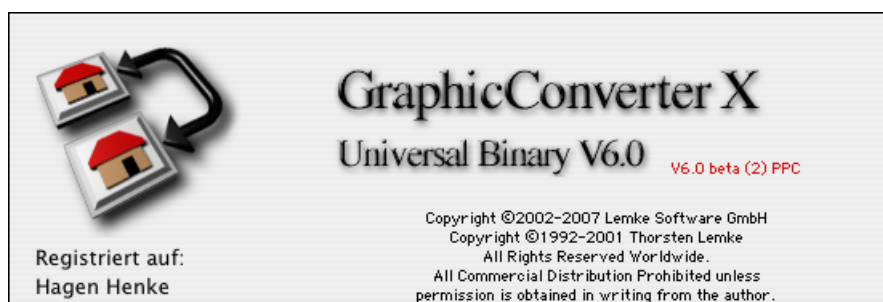 GraphicConverter X
Universal Binary V6.0
V6.0 beta (2) PPC
Copyright ©2002-2007 Lemke Software GmbH
Copyright ©1992-2001 Thorsten Lemke
All Rights Reserved Worldwide.
All Commercial Distribution Prohibited unless
permission is obtained in writing from the author.
Registriert auf:
Hagen Henke